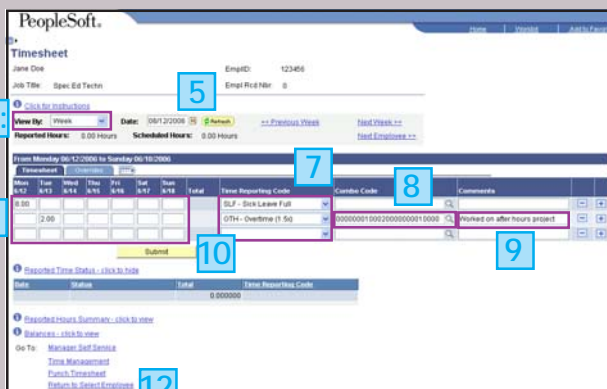 PeopleSoft.
Home Worklist Add to Favor
Timesheet
Jane Doe EmplID: 123456
Job Title: Spec Ed Techn Empl Rcd Nbr: 0
5
Click for Instructions
View By: Week Date: 06/12/2006 Refresh << Previous Week Next Week >>
Reported Hours: 0.00 Hours Scheduled Hours: 0.00 Hours Next Employee >>
From Monday 06/12/2006 to Sunday 06/18/2006
7
Timesheet Overrides
8
Mon Tue Wed Thu Fri Sat Sun
6/12 6/13 6/14 6/15 6/16 6/17 6/18 Total Time Reporting Code Combo Code Comments
8.00 SLF - Sick Leave Full
2.00 OTH - Overtime (1.5x) Worked on after hours project
9
10
Submit
Reported Time Status - click to hide
Date Status Total Time Reporting Code
0.000000
Reported Hours Summary - click to view
Balances - click to view
Go To: Manager Self Service
Time Management
Punch Timesheet
Return to Select Employee
12